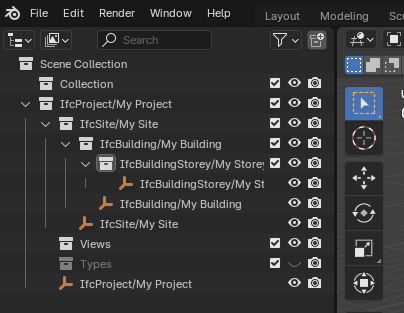 File Edit Render Window Help Layout Modeling
Search
Scene Collection
Collection
IfcProject/My Project
IfcSite/My Site
IfcBuilding/My Building
IfcBuildingStorey/My Storey
IfcBuildingStorey/My St
IfcBuilding/My Building
IfcSite/My Site
Views
Types
IfcProject/My Project